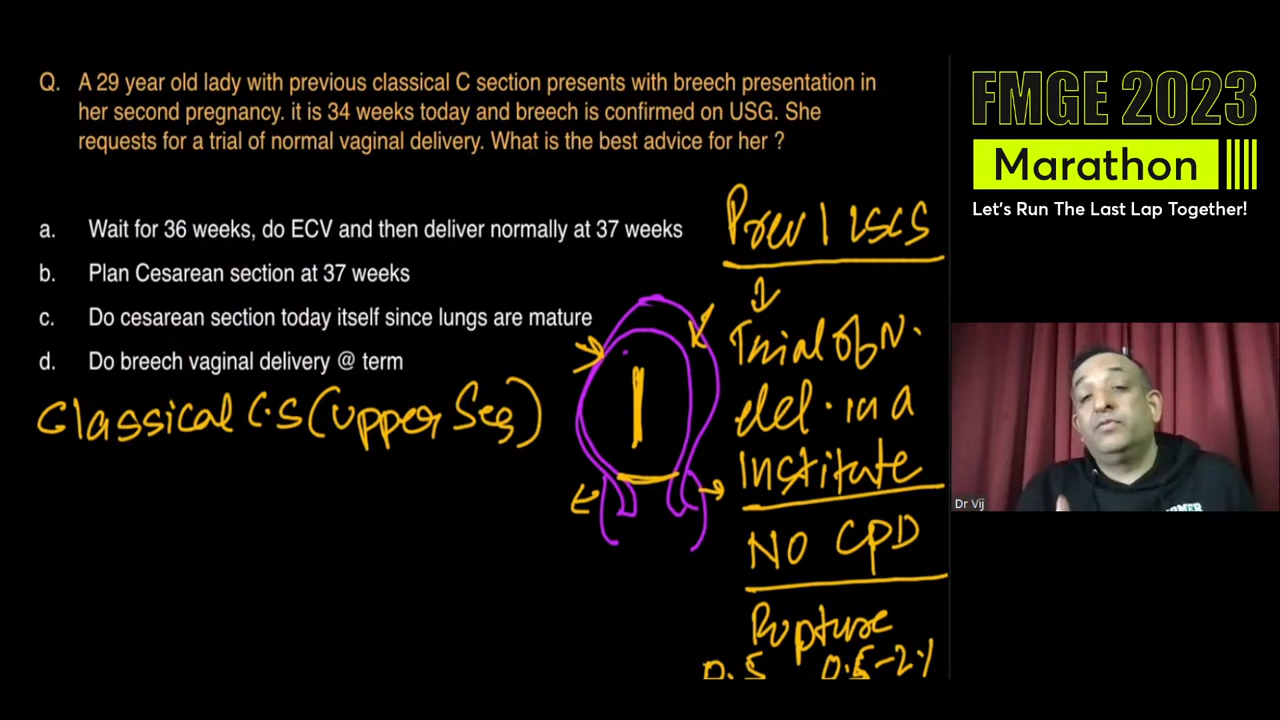 Q. A 29 year old lady with previous classical C section presents with breech presentation in
her second pregnancy. it is 34 weeks today and breech is confirmed on USG. She
requests for a trial of normal vaginal delivery. What is the best advice for her ?
a. Wait for 36 weeks, do ECV and then deliver normally at 37 weeks
b. Plan Cesarean section at 37 weeks
c. Do cesarean section today itself since lungs are mature
d. Do breech vaginal delivery @ term
Classical C.S (Upper Seg)
Prev 1 LSCS
Trial of N.
del. in a
Institute
NO CPD
Rupture
0.5 0.5-2%
FMGE 2023
Marathon
Let's Run The Last Lap Together!
Dr Vij